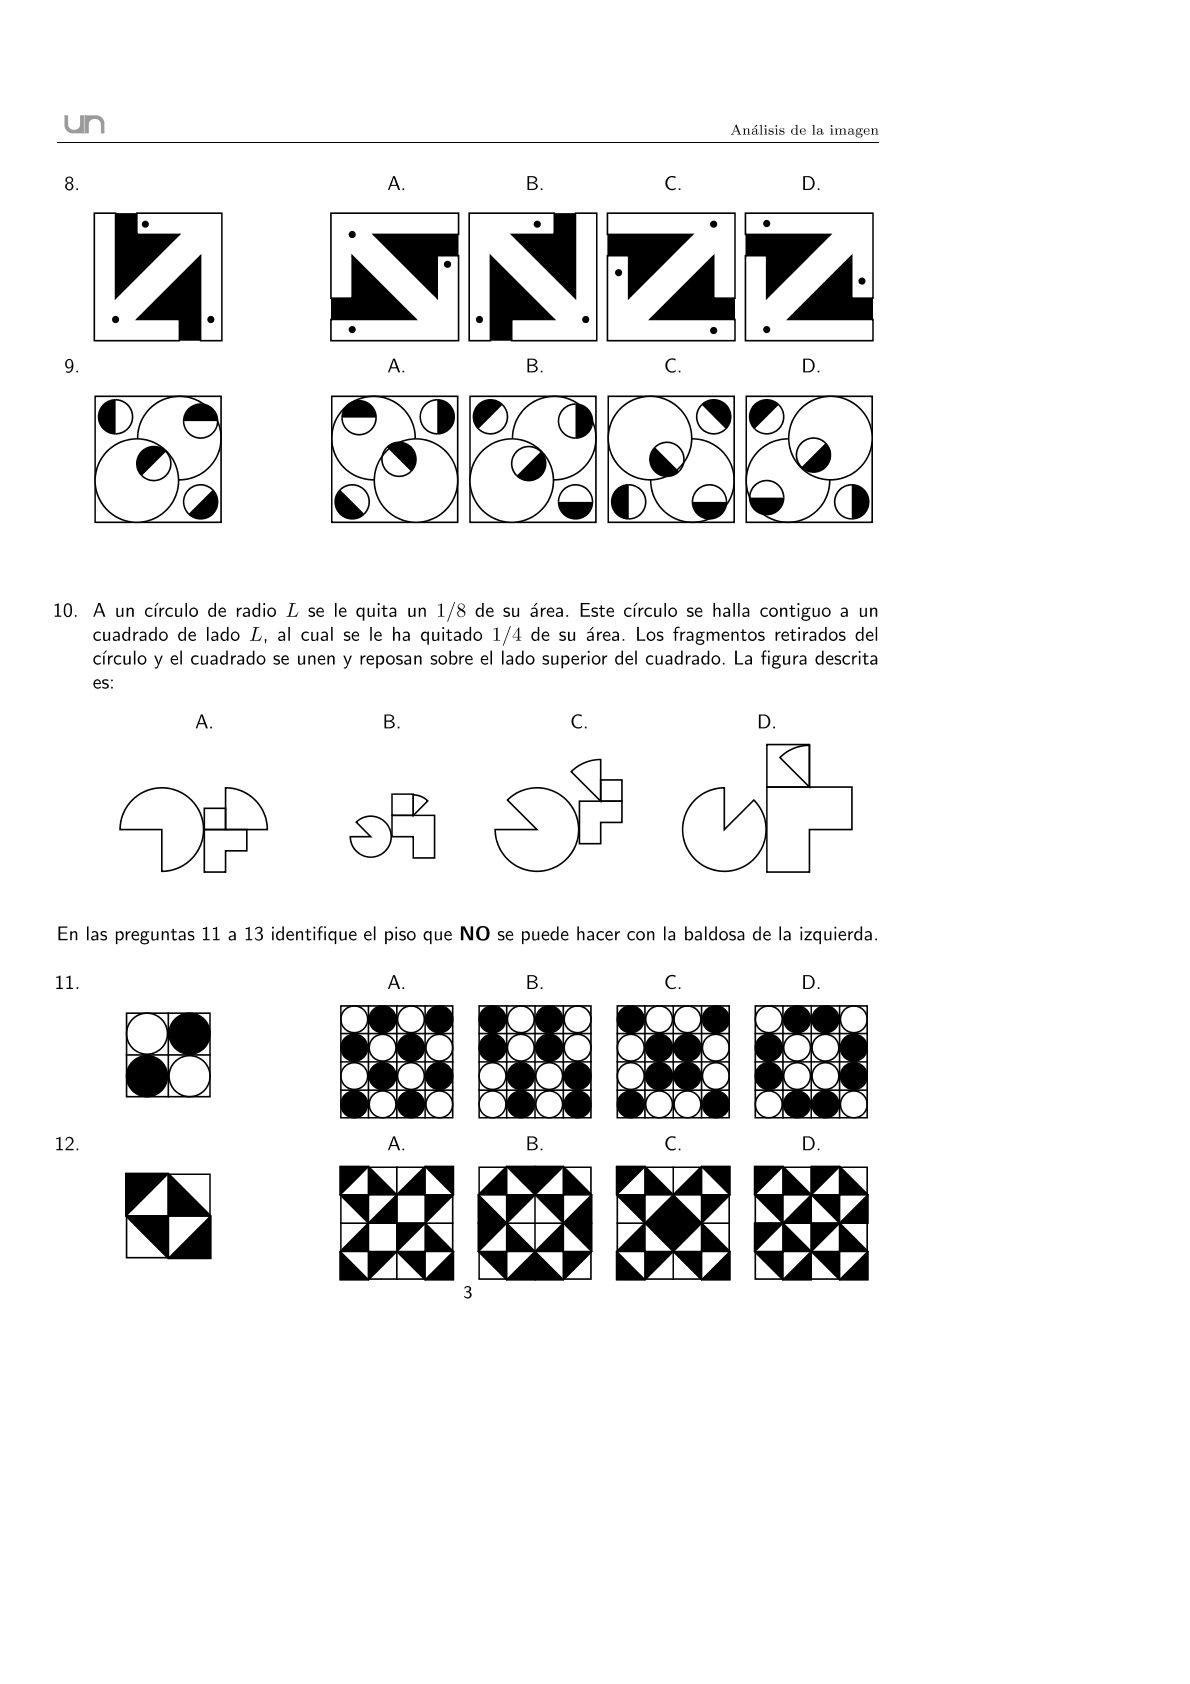 un
Análisis de la imagen
8.
A. B. C. D.
9.
A. B. C. D.
10. A un círculo de radio L se le quita un 1/8 de su área. Este círculo se halla contiguo a un
cuadrado de lado L, al cual se le ha quitado 1/4 de su área. Los fragmentos retirados del
círculo y el cuadrado se unen y reposan sobre el lado superior del cuadrado. La figura descrita
es:
A. B. C. D.
En las preguntas 11 a 13 identifique el piso que NO se puede hacer con la baldosa de la izquierda.
11.
A. B. C. D.
12.
A. B. C. D.
3